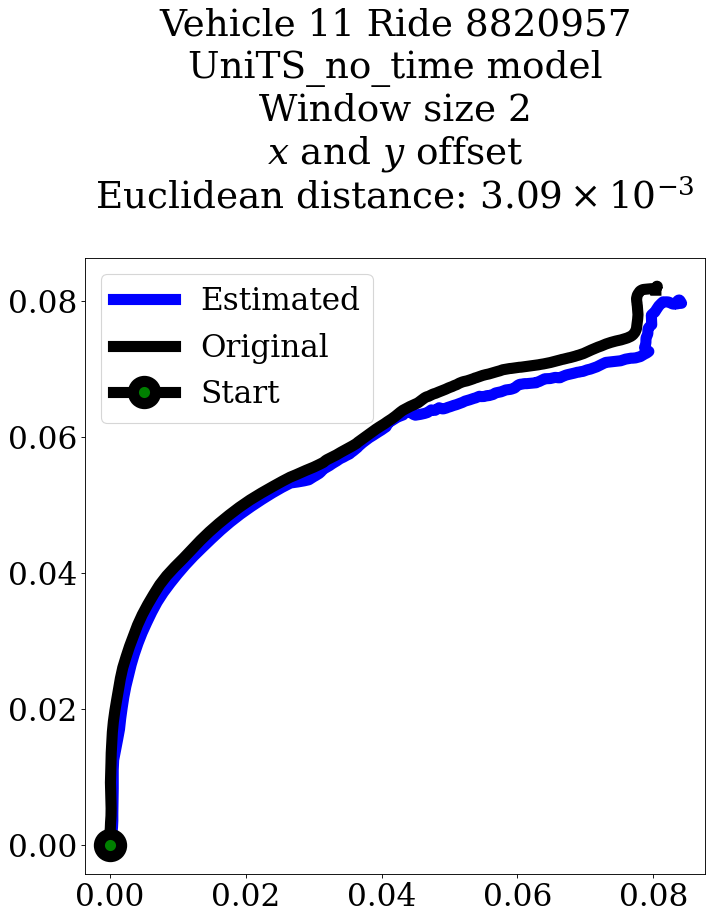 Vehicle 11 Ride 8820957
UniTS_no_time model
Window size 2
x and y offset
Euclidean distance: 3.09 × 10⁻³
Estimated
Original
Start
0.08
0.06
0.04
0.02
0.00
0.00 0.02 0.04 0.06 0.08